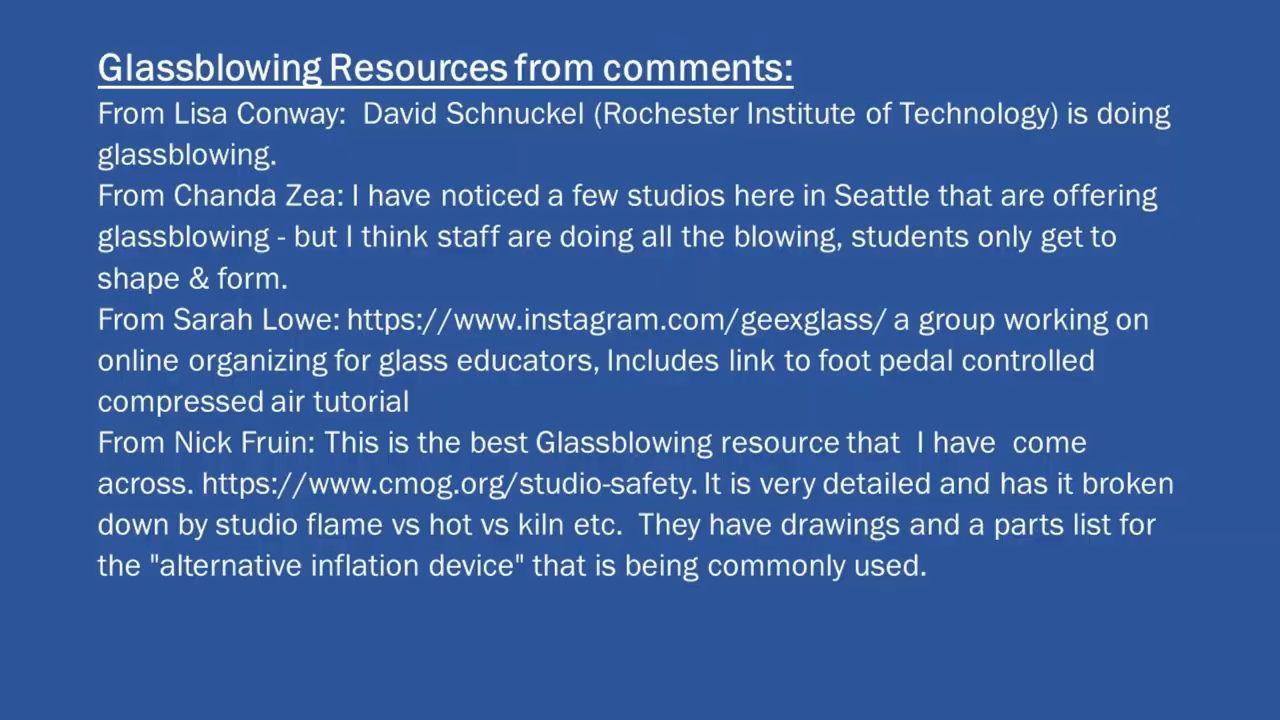 Glassblowing Resources from comments:
From Lisa Conway:  David Schnuckel (Rochester Institute of Technology) is doing
glassblowing.
From Chanda Zea: I have noticed a few studios here in Seattle that are offering
glassblowing - but I think staff are doing all the blowing, students only get to
shape & form.
From Sarah Lowe: https://www.instagram.com/geexglass/ a group working on
online organizing for glass educators, Includes link to foot pedal controlled
compressed air tutorial
From Nick Fruin: This is the best Glassblowing resource that  I have  come
across. https://www.cmog.org/studio-safety. It is very detailed and has it broken
down by studio flame vs hot vs kiln etc.  They have drawings and a parts list for
the "alternative inflation device" that is being commonly used.